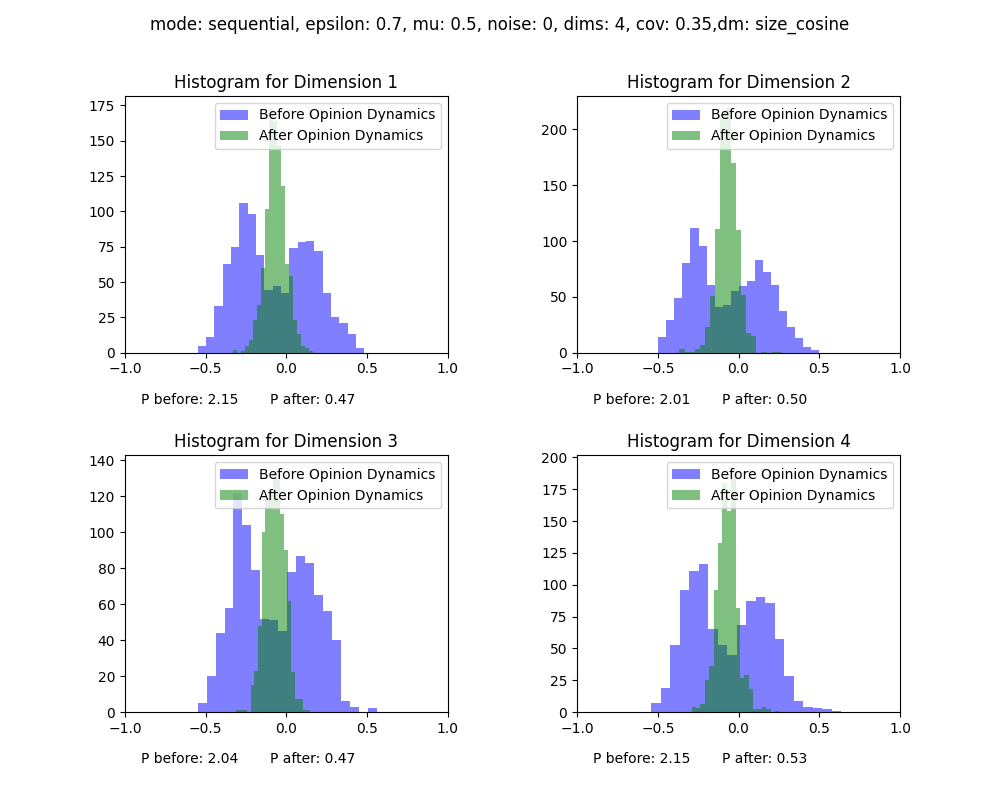 mode: sequential, epsilon: 0.7, mu: 0.5, noise: 0, dims: 4, cov: 0.35,dm: size_cosine
Histogram for Dimension 1
Before Opinion Dynamics
After Opinion Dynamics
175
150
125
100
75
50
25
0
−1.0 −0.5 0.0 0.5 1.0
P before: 2.15 P after: 0.47
Histogram for Dimension 2
Before Opinion Dynamics
After Opinion Dynamics
200
150
100
50
0
−1.0 −0.5 0.0 0.5 1.0
P before: 2.01 P after: 0.50
Histogram for Dimension 3
Before Opinion Dynamics
After Opinion Dynamics
140
120
100
80
60
40
20
0
−1.0 −0.5 0.0 0.5 1.0
P before: 2.04 P after: 0.47
Histogram for Dimension 4
Before Opinion Dynamics
After Opinion Dynamics
200
175
150
125
100
75
50
25
0
−1.0 −0.5 0.0 0.5 1.0
P before: 2.15 P after: 0.53